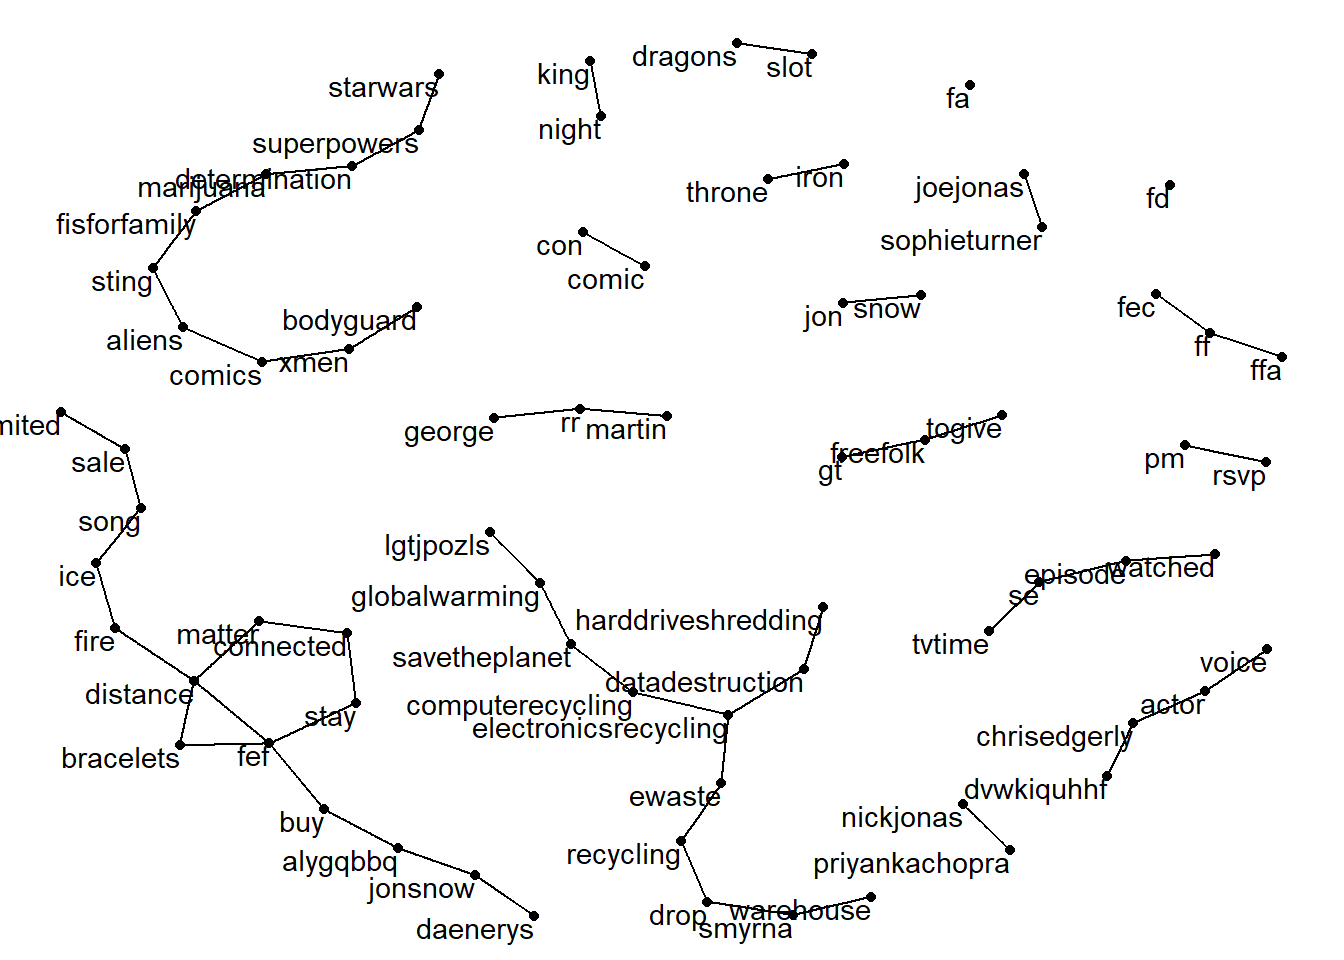 dragons
slot
king
starwars
fa
night
superpowers
determination
marijuana
iron
throne
joejonas
fd
fisforfamily
sophieturner
con
comic
sting
snow
jon
fec
bodyguard
aliens
ff
xmen
comics
ffa
mited
george
rr
martin
togive
freefolk
gt
sale
pm
rsvp
song
lgtjpozls
ice
globalwarming
episode
watched
se
harddriveshredding
matter
connected
fire
tvtime
savetheplanet
voice
distance
datadestruction
computerecycling
actor
stay
electronicsrecycling
chrisedgerly
bracelets
fef
ewaste
dvwkiquhhf
buy
nickjonas
alygqbbq
recycling
priyankachopra
jonsnow
daenerys
drop
warehouse
smyrna